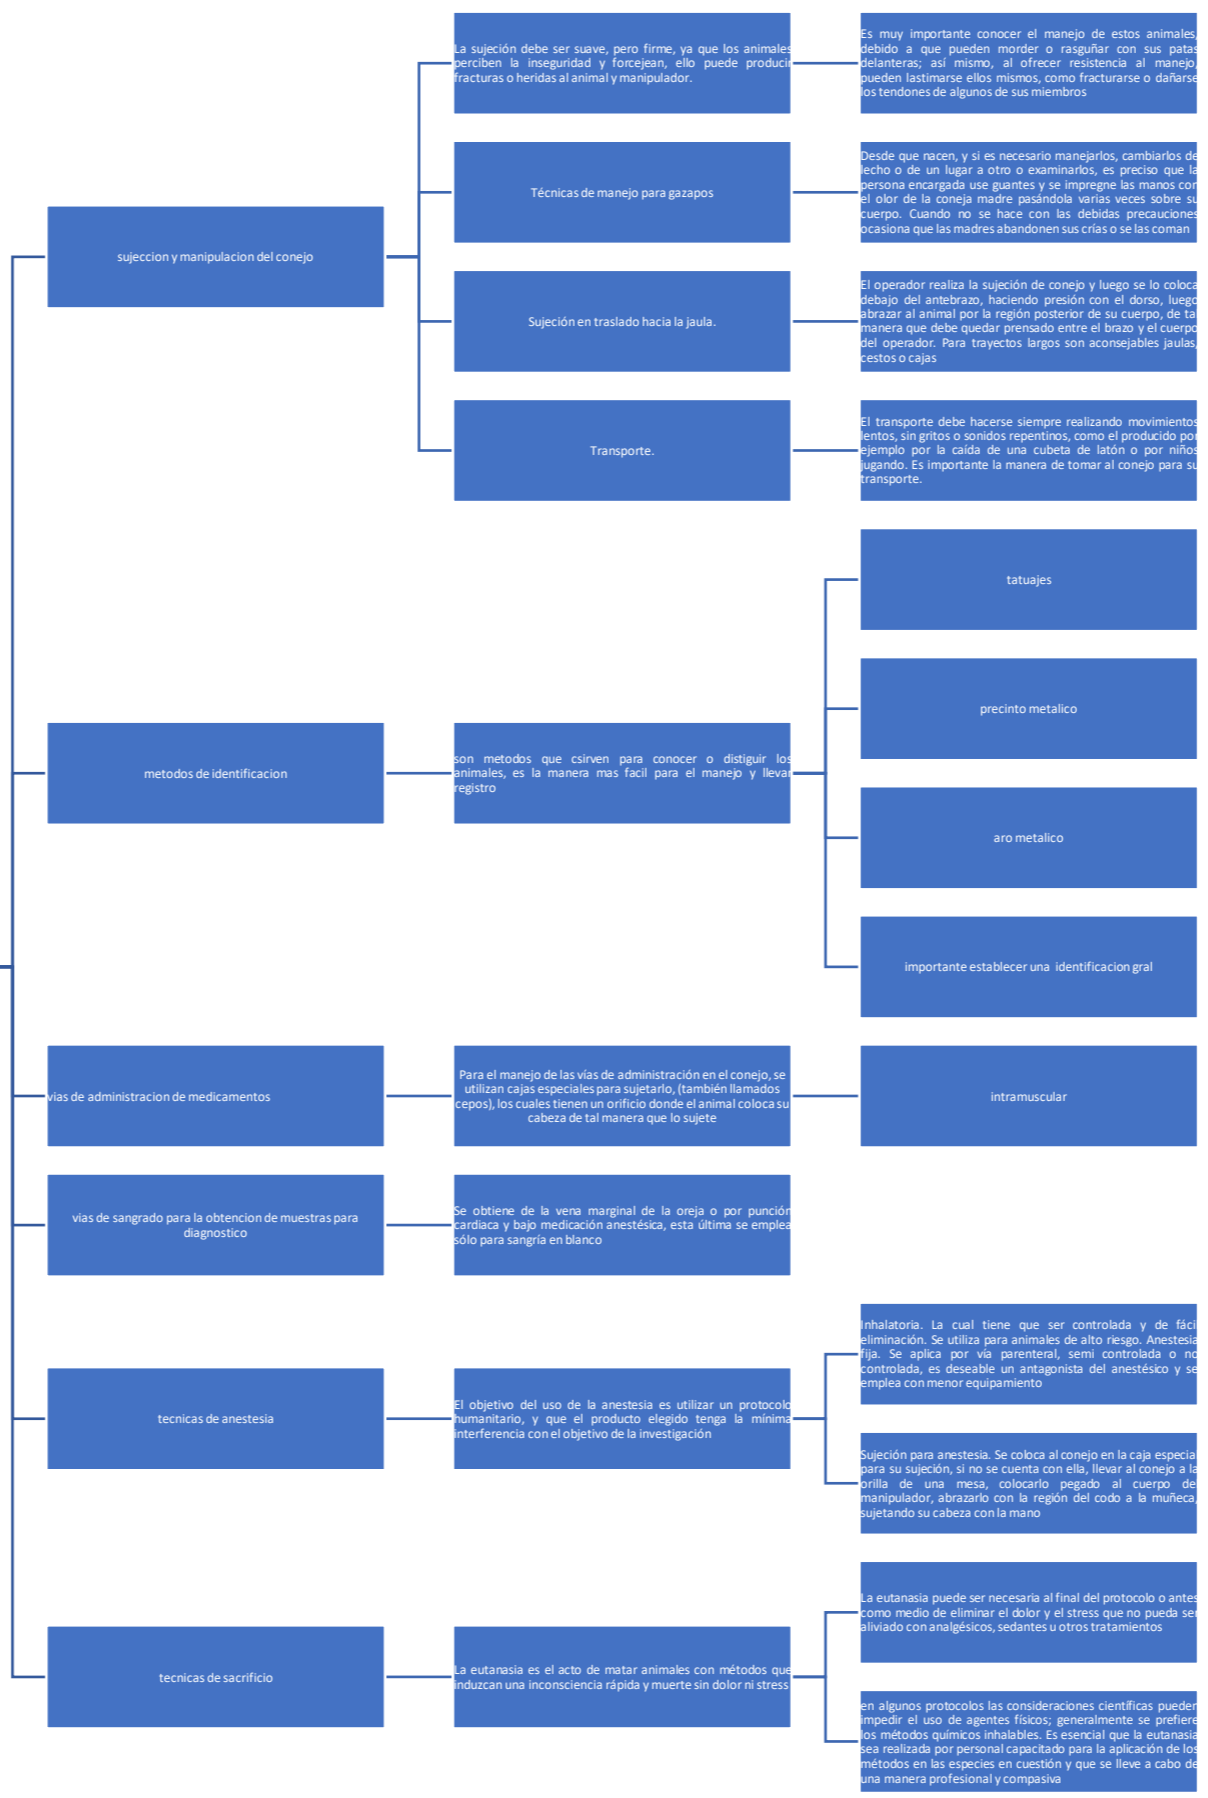 La sujeción debe ser suave, pero firme, ya que los animales
perciben la inseguridad y forcejean, ello puede producir
fracturas o heridas al animal y manipulador.
Es muy importante conocer el manejo de estos animales,
debido a que pueden morder o rasguñar con sus patas
delanteras; así mismo, al ofrecer resistencia al manejo,
pueden lastimarse ellos mismos, como fracturarse o dañarse
los tendones de algunos de sus miembros
sujeccion y manipulacion del conejo
Técnicas de manejo para gazapos
Desde que nacen, y si es necesario manejarlos, cambiarlos de
lecho o de un lugar a otro o examinarlos, es preciso que la
persona encargada use guantes y se impregne las manos con
el olor de la coneja madre pasándola varias veces sobre su
cuerpo. Cuando no se hace con las debidas precauciones
ocasiona que las madres abandonen sus crías o se las coman
Sujeción en traslado hacia la jaula.
El operador realiza la sujeción de conejo y luego se lo coloca
debajo del antebrazo, haciendo presión con el dorso, luego
abrazar al animal por la región posterior de su cuerpo, de tal
manera que debe quedar prensado entre el brazo y el cuerpo
del operador. Para trayectos largos son aconsejables jaulas,
cestos o cajas
Transporte.
El transporte debe hacerse siempre realizando movimientos
lentos, sin gritos o sonidos repentinos, como el producido por
ejemplo por la caída de una cubeta de latón o por niños
jugando. Es importante la manera de tomar al conejo para su
transporte.
metodos de identificacion
son metodos que csirven para conocer o distiguir los
animales, es la manera mas facil para el manejo y llevar
registro
tatuajes
precinto metalico
aro metalico
importante establecer una identificacion gral
vias de administracion de medicamentos
Para el manejo de las vías de administración en el conejo, se
utilizan cajas especiales para sujetarlo, (también llamados
cepos), los cuales tienen un orificio donde el animal coloca su
cabeza de tal manera que lo sujete
intramuscular
vias de sangrado para la obtencion de muestras para
diagnostico
Se obtiene de la vena marginal de la oreja o por punción
cardiaca y bajo medicación anestésica, esta última se emplea
sólo para sangría en blanco
tecnicas de anestesia
El objetivo del uso de la anestesia es utilizar un protocolo
humanitario, y que el producto elegido tenga la mínima
interferencia con el objetivo de la investigación
Inhalatoria. La cual tiene que ser controlada y de fácil
eliminación. Se utiliza para animales de alto riesgo. Anestesia
fija. Se aplica por vía parenteral, semi controlada o no
controlada, es deseable un antagonista del anestésico y se
emplea con menor equipamiento
Sujeción para anestesia. Se coloca al conejo en la caja especial
para su sujeción, si no se cuenta con ella, llevar al conejo a la
orilla de una mesa, colocarlo pegado al cuerpo del
manipulador, abrazarlo con la región del codo a la muñeca,
sujetando su cabeza con la mano
tecnicas de sacrificio
La eutanasia es el acto de matar animales con métodos que
induzcan una inconsciencia rápida y muerte sin dolor ni stress
La eutanasia puede ser necesaria al final del protocolo o antes
como medio de eliminar el dolor y el stress que no pueda ser
aliviado con analgésicos, sedantes u otros tratamientos
en algunos protocolos las consideraciones científicas pueden
impedir el uso de agentes físicos; generalmente se prefiere
los métodos químicos inhalables. Es esencial que la eutanasia
sea realizada por personal capacitado para la aplicación de los
métodos en las especies en cuestión y que se lleve a cabo de
una manera profesional y compasiva